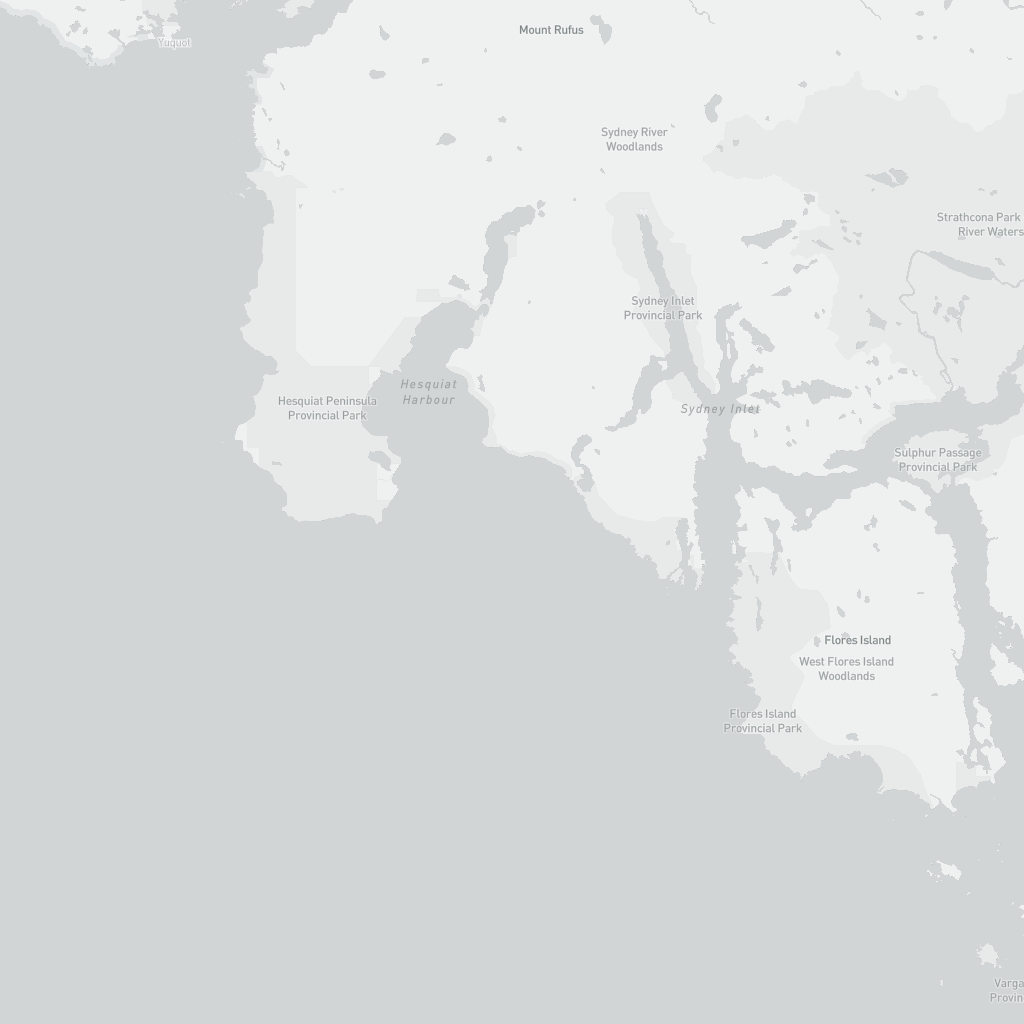 Mount Rufus
Yuquot
Sydney River
Woodlands
Strathcona Park
River Waters
Sydney Inlet
Provincial Park
Hesquiat
Harbour
Hesquiat Peninsula
Provincial Park
Sydney Inlet
Sulphur Passage
Provincial Park
Flores Island
West Flores Island
Woodlands
Flores Island
Provincial Park
Varga
Provin